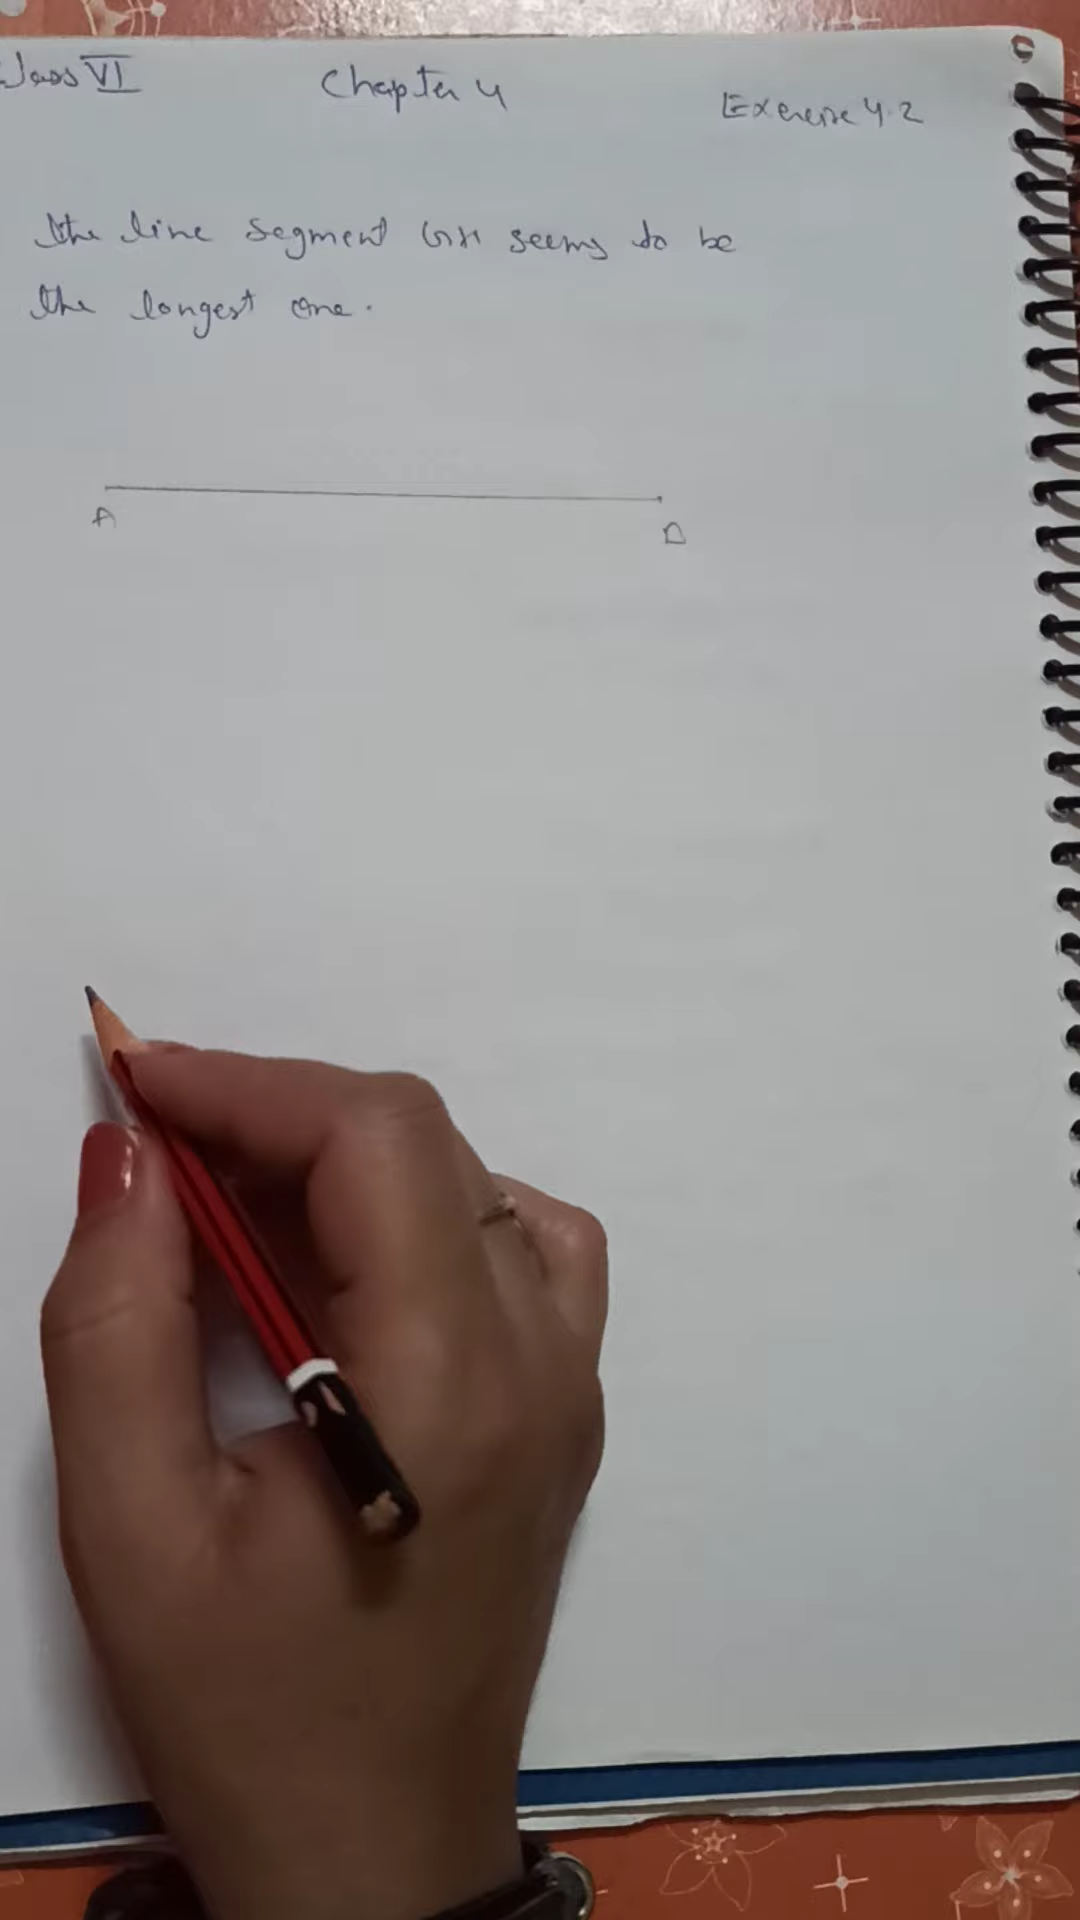 Class VI
Chapter 4
Exercise 4.2
The line segment GH seems to be
the longest one.
A